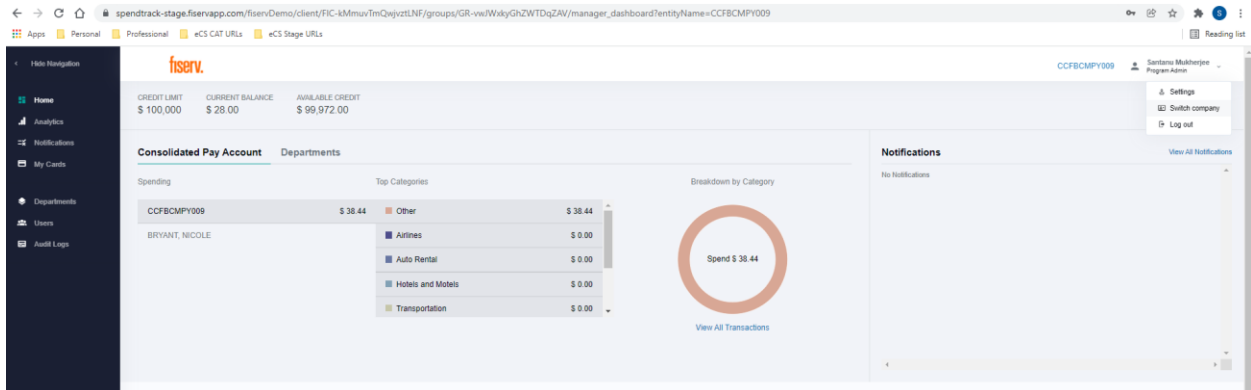 spendtrack-stage.fiservapp.com/fiservDemo/client/FIC-kMmuvTmQwjvztLNF/groups/GR-vwJWxkyGhZWTDqZAV/manager_dashboard?entityName=CCFBCMPY009
S
Apps Personal Professional eCS CAT URLs eCS Stage URLs Reading list
Hide Navigation
fiserv.
CCFBCMPY009
Santanu Mukherjee
Program Admin
Settings
Switch company
Log out
Home
Analytics
Notifications
My Cards
Departments
Users
Audit Logs
CREDIT LIMIT CURRENT BALANCE AVAILABLE CREDIT
$ 100,000 $ 28.00 $ 99,972.00
Consolidated Pay Account Departments
Spending Top Categories Breakdown by Category
CCFBCMPY009 $ 38.44
BRYANT, NICOLE
Other $ 38.44
Airlines $ 0.00
Auto Rental $ 0.00
Hotels and Motels $ 0.00
Transportation $ 0.00
Spend $ 38.44
View All Transactions
Notifications View All Notifications
No Notifications